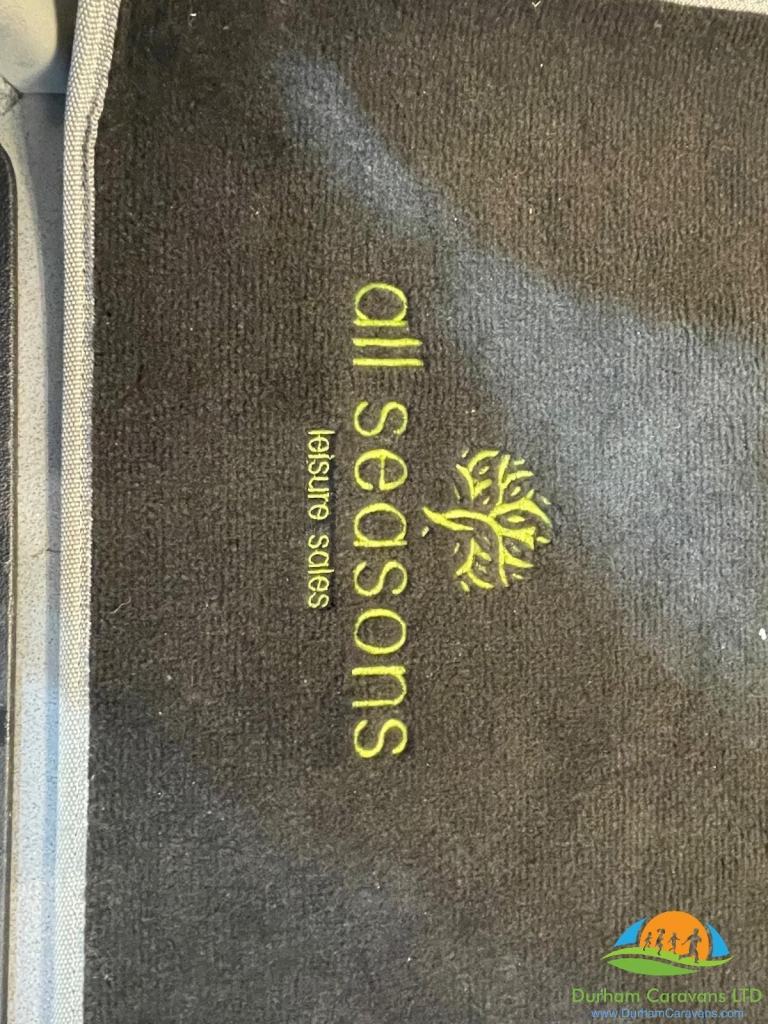 all seasons
leisure sales
Durham Caravans LTD
www.DurhamCaravans.com